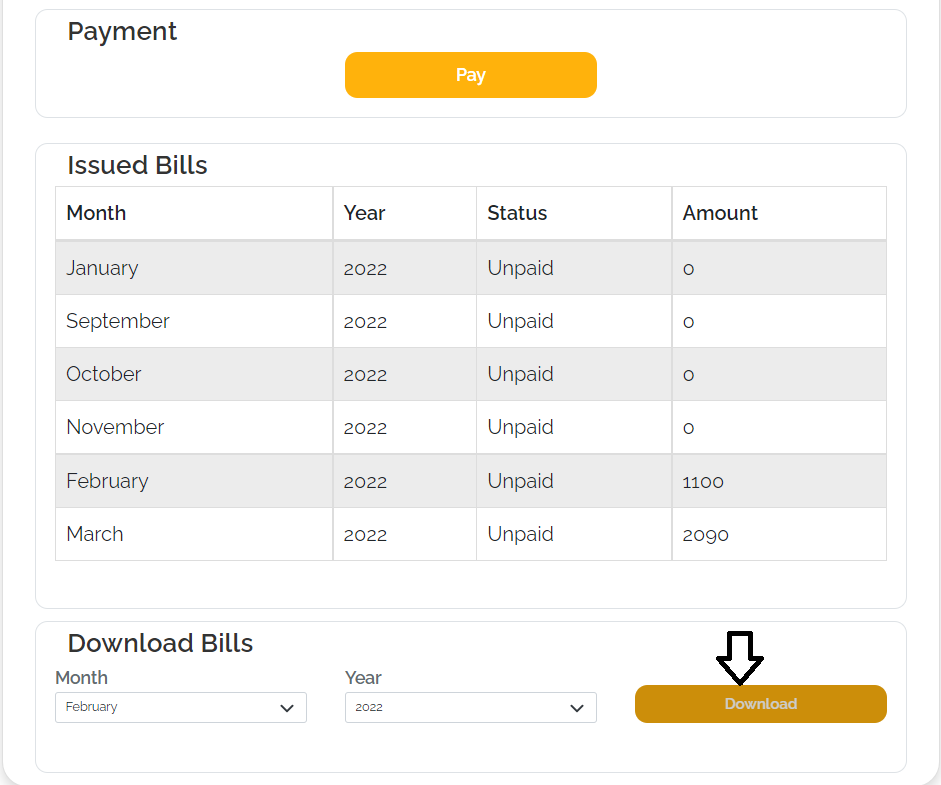 Payment
Pay
Issued Bills
Month Year Status Amount
January 2022 Unpaid 0
September 2022 Unpaid 0
October 2022 Unpaid 0
November 2022 Unpaid 0
February 2022 Unpaid 1100
March 2022 Unpaid 2090
Download Bills
Month Year
February 2022 Download